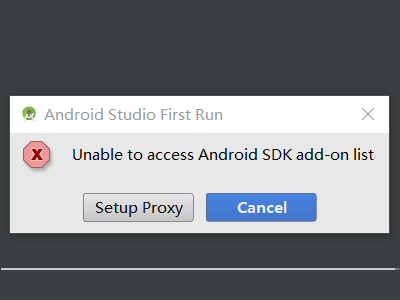 Android Studio First Run
Unable to access Android SDK add-on list
Setup Proxy
Cancel